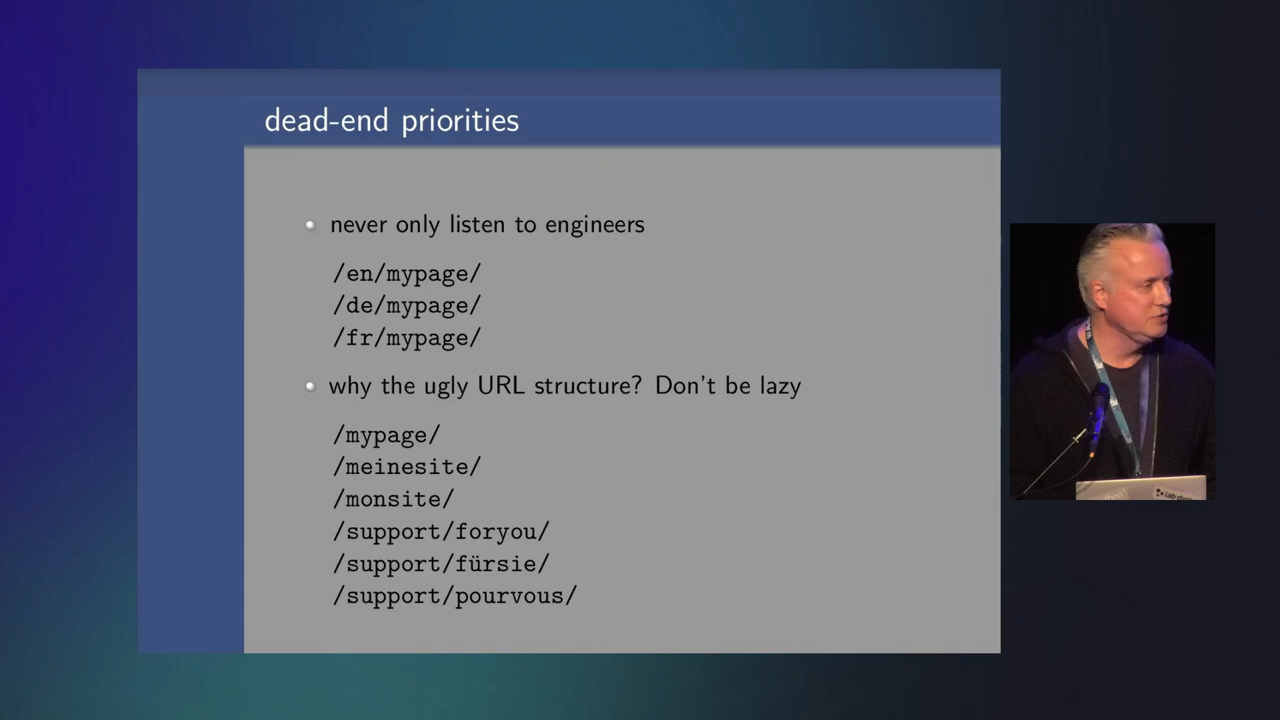 dead-end priorities
never only listen to engineers
/en/mypage/
/de/mypage/
/fr/mypage/
why the ugly URL structure? Don't be lazy
/mypage/
/meinesite/
/monsite/
/support/foryou/
/support/fürsie/
/support/pourvous/